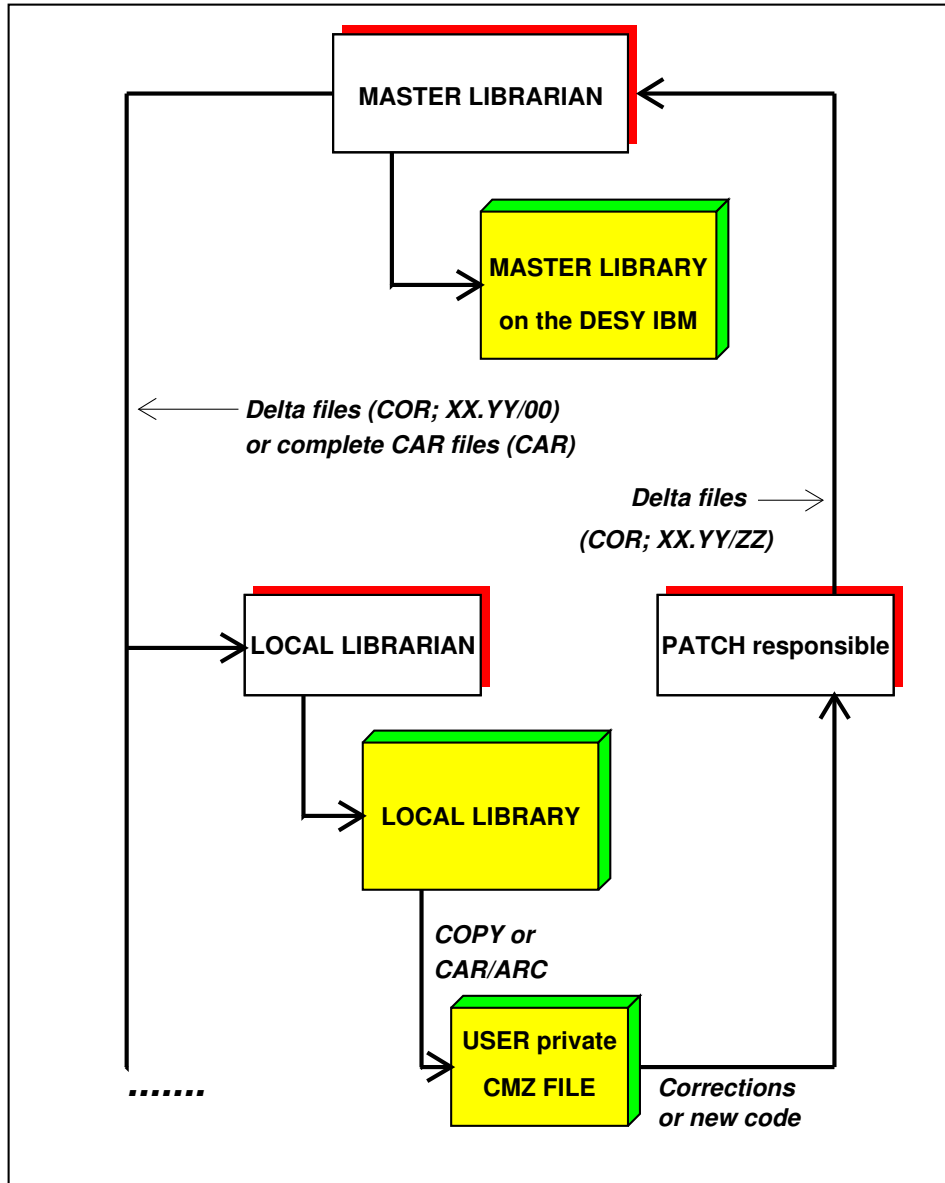 MASTER LIBRARIAN
MASTER LIBRARY
on the DESY IBM
Delta files (COR; XX.YY/00)
or complete CAR files (CAR)
Delta files
(COR; XX.YY/ZZ)
LOCAL LIBRARIAN
PATCH responsible
LOCAL LIBRARY
COPY or
CAR/ARC
USER private
CMZ FILE
Corrections
or new code
.......